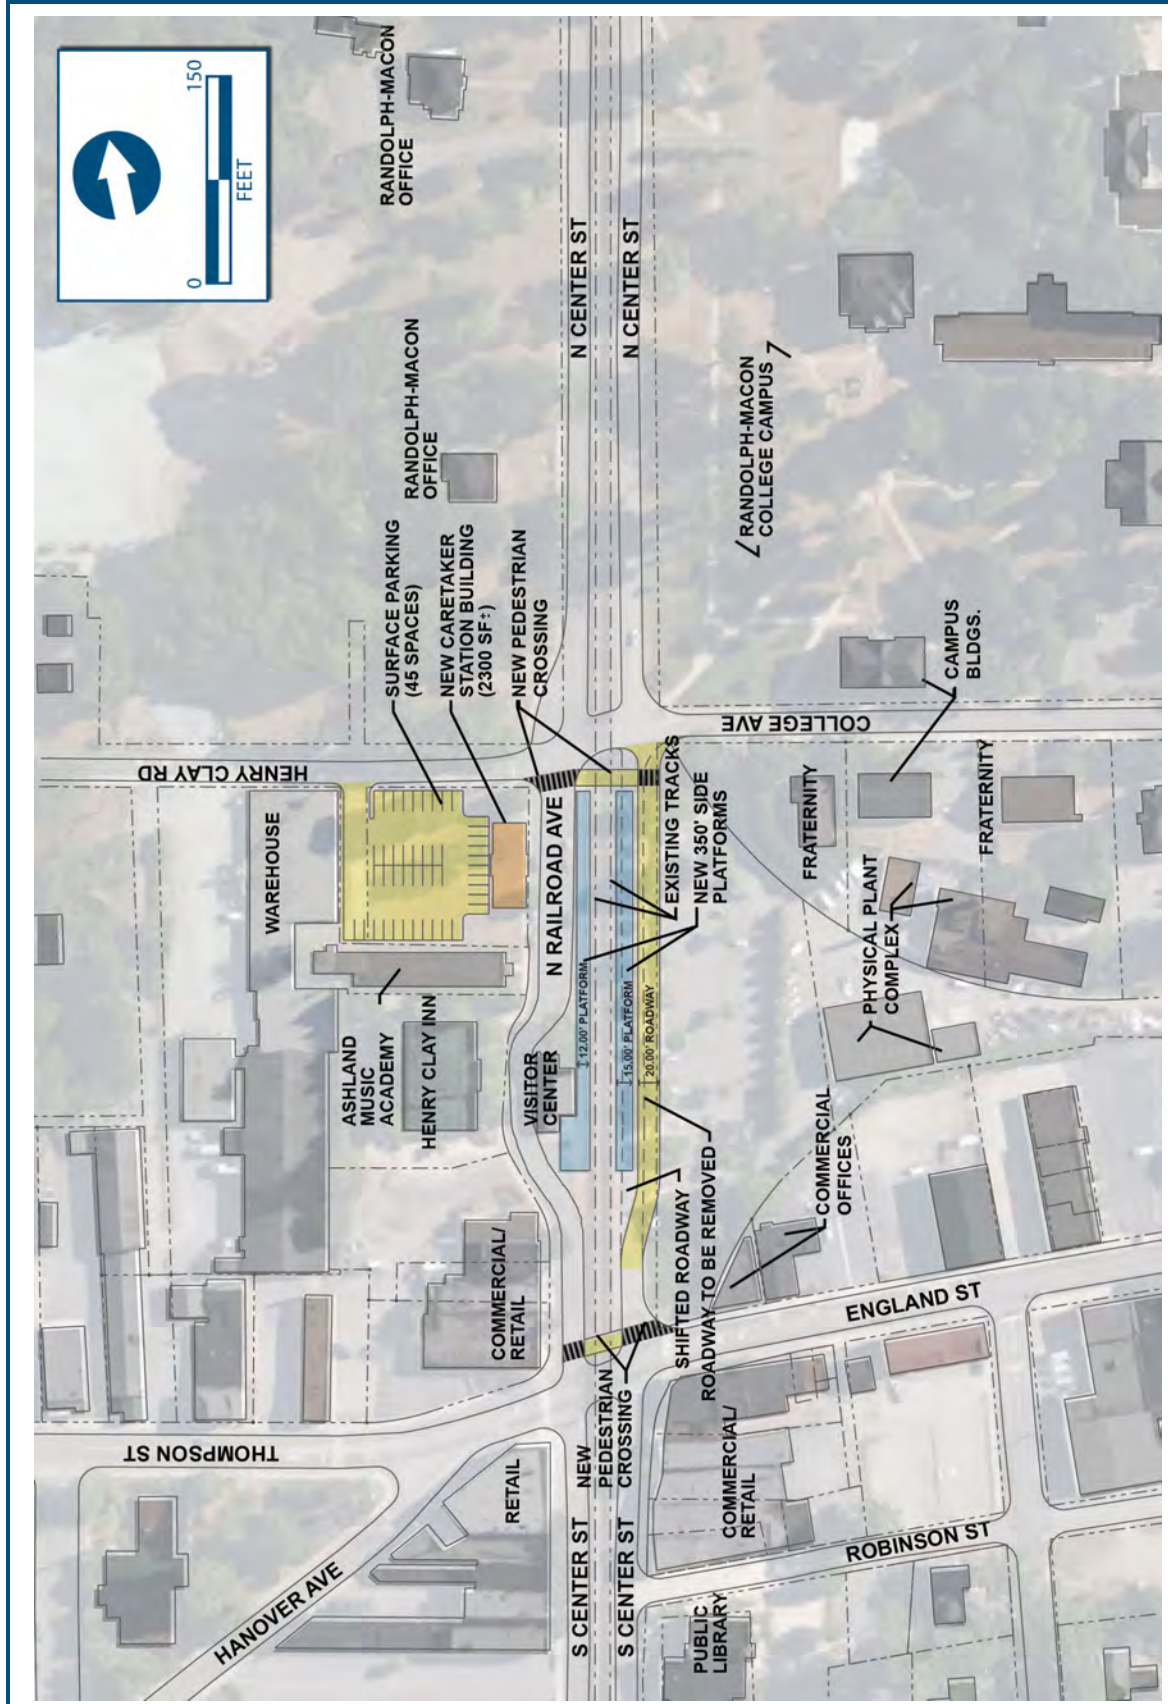 0
150
FEET
RANDOLPH-MACON
OFFICE
RANDOLPH-MACON
OFFICE
N CENTER ST
N CENTER ST
RANDOLPH-MACON
COLLEGE CAMPUS
SURFACE PARKING
(45 SPACES)
NEW CARETAKER
STATION BUILDING
(2300 SF±)
NEW PEDESTRIAN
CROSSING
HENRY CLAY RD
COLLEGE AVE
CAMPUS
BLDGS.
WAREHOUSE
N RAILROAD AVE
EXISTING TRACKS
NEW 350' SIDE
PLATFORMS
FRATERNITY
FRATERNITY
PHYSICAL PLANT
COMPLEX
ASHLAND
MUSIC
ACADEMY
HENRY CLAY INN
VISITOR
CENTER
12.00' PLATFORM
15.00' PLATFORM
20.00' ROADWAY
COMMERCIAL
OFFICES
COMMERCIAL/
RETAIL
SHIFTED ROADWAY
ROADWAY TO BE REMOVED
ENGLAND ST
THOMPSON ST
NEW
PEDESTRIAN
CROSSING
RETAIL
COMMERCIAL/
RETAIL
HANOVER AVE
S CENTER ST
S CENTER ST
ROBINSON ST
PUBLIC
LIBRARY